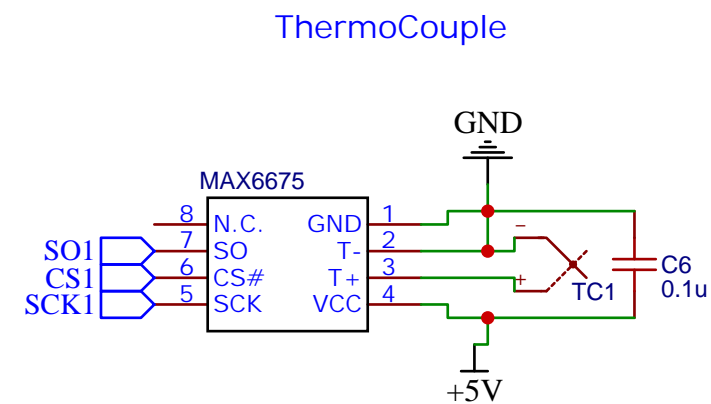 ThermoCouple
GND
MAX6675
8 N.C. GND 1
SO1 7 SO T- 2 −
CS1 6 CS# T+ 3 +
SCK1 5 SCK VCC 4
TC1
C6
0.1u
+5V